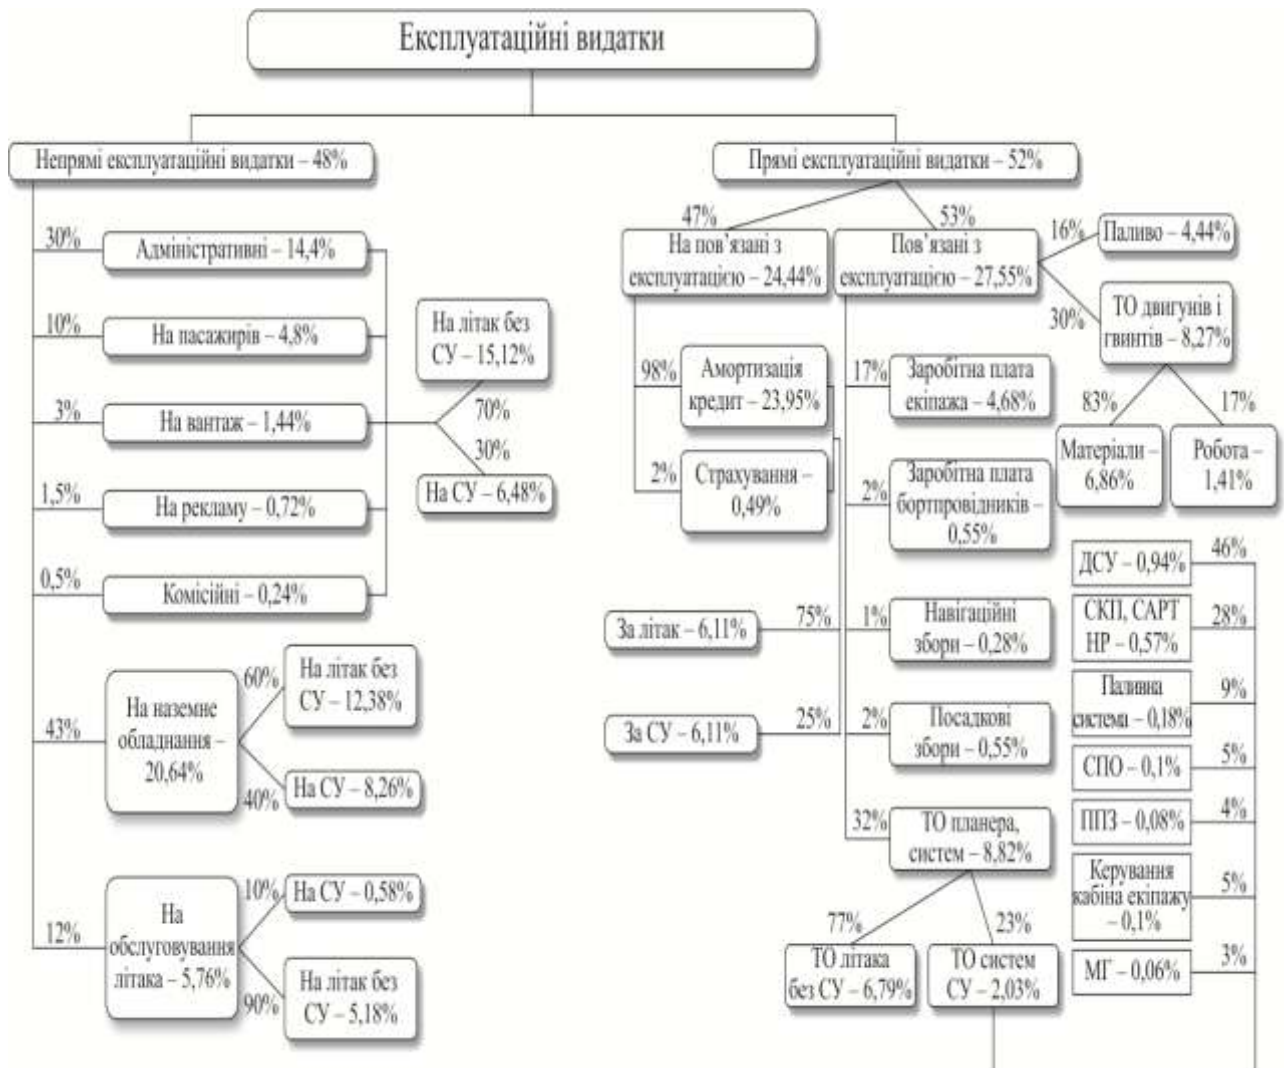 Експлуатаційні видатки
Непрямі експлуатаційні видатки – 48%
30%
Адміністративні – 14,4%
10%
На пасажирів – 4,8%
3%
На вантаж – 1,44%
1,5%
На рекламу – 0,72%
0,5%
Комісійні – 0,24%
На літак без
СУ – 15,12%
70%
30%
На СУ – 6,48%
43%
На наземне
обладнання –
20,64%
60%
На літак без
СУ – 12,38%
40%
На СУ – 8,26%
12%
На
обслуговування
літака – 5,76%
10%
На СУ – 0,58%
90%
На літак без
СУ – 5,18%
Прямі експлуатаційні видатки – 52%
47%
На пов’язані з
експлуатацією – 24,44%
98%
Амортизація
кредит – 23,95%
2%
Страхування –
0,49%
75%
За літак – 6,11%
25%
За СУ – 6,11%
53%
Пов’язані з
експлуатацією – 27,55%
16%
Паливо – 4,44%
30%
ТО двигунів і
гвинтів – 8,27%
83%
Матеріали –
6,86%
17%
Робота –
1,41%
17%
Заробітна плата
екіпажа – 4,68%
2%
Заробітна плата
бортпровідників –
0,55%
1%
Навігаційні
збори – 0,28%
2%
Посадкові
збори – 0,55%
32%
ТО планера,
систем – 8,82%
77%
ТО літака
без СУ – 6,79%
23%
ТО систем
СУ – 2,03%
ДСУ – 0,94%
46%
СКП, САРТ
НР – 0,57%
28%
Паливна
система – 0,18%
9%
СПО – 0,1%
5%
ППЗ – 0,08%
4%
Керування
кабіна екіпажу
– 0,1%
5%
МГ – 0,06%
3%